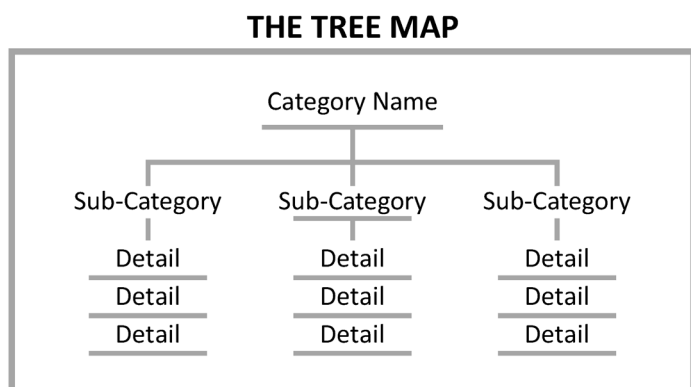 THE TREE MAP
Category Name
Sub-Category Sub-Category Sub-Category
Detail Detail Detail
Detail Detail Detail
Detail Detail Detail